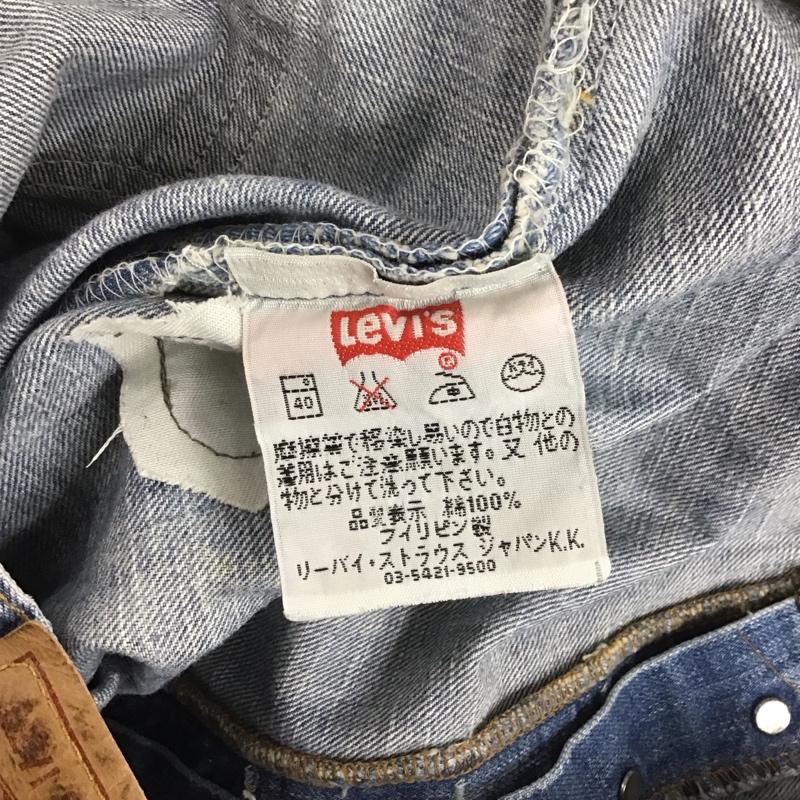 Levi's
®
40
摩擦等で移染し易いので白物との
着用はご注意願います。又 他の
物と分けて洗って下さい。
品質表示 綿100%
フィリピン製
リーバイ・ストラウス ジャパンK.K.
03-5421-9500